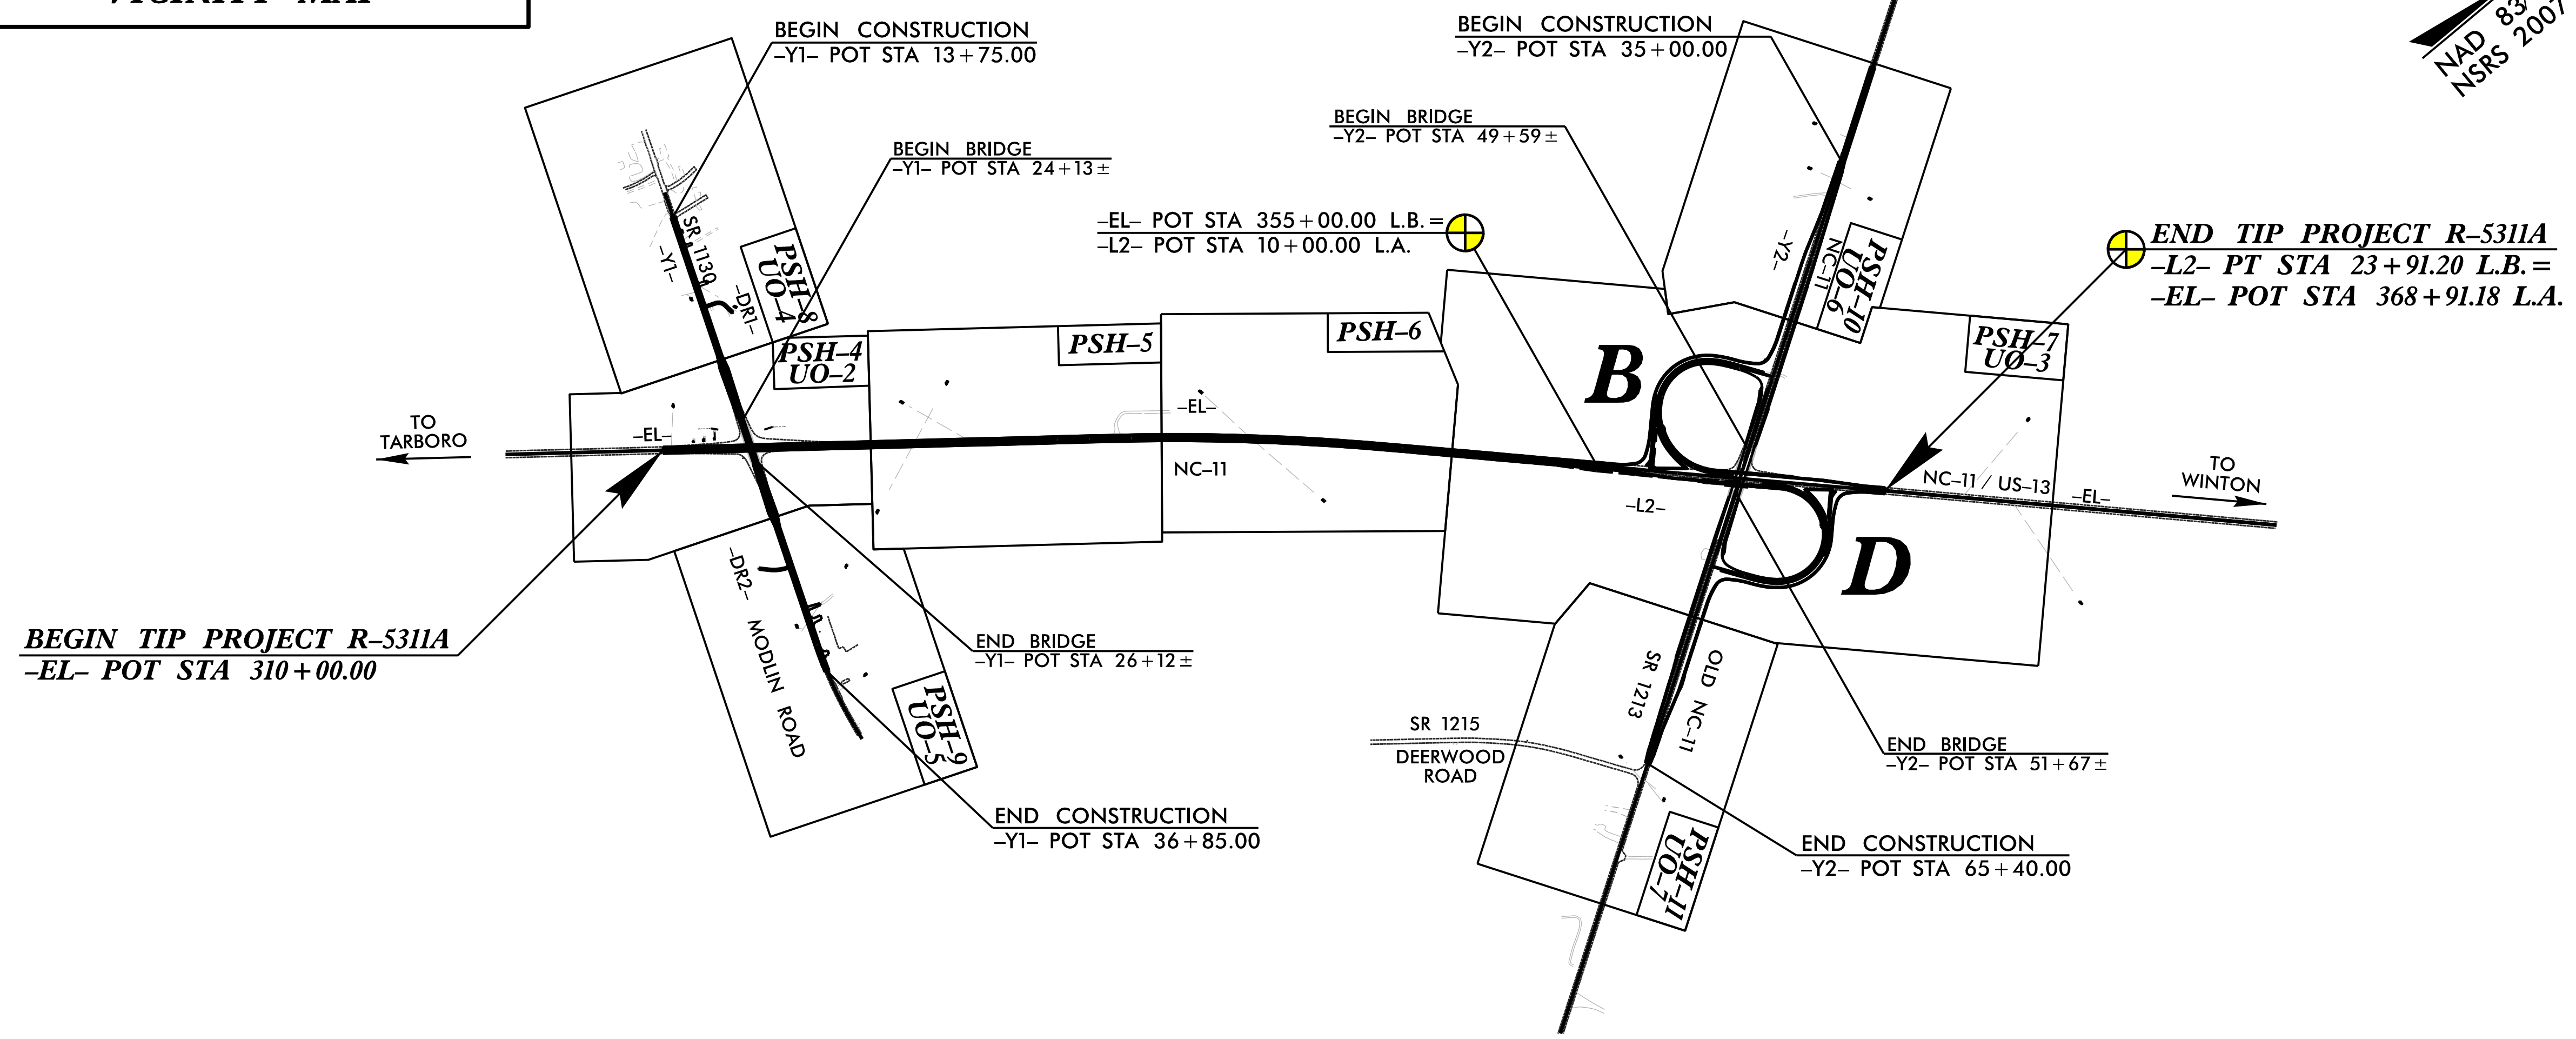 BEGIN CONSTRUCTION
–Y1– POT STA 13+75.00
BEGIN CONSTRUCTION
–Y2– POT STA 35+00.00
NAD 83/
NSRS 2007
BEGIN BRIDGE
–Y1– POT STA 24+13±
BEGIN BRIDGE
–Y2– POT STA 49+59±
–EL– POT STA 355+00.00 L.B.=
–L2– POT STA 10+00.00 L.A.
END TIP PROJECT R–5311A
–L2– PT STA 23+91.20 L.B.=
–EL– POT STA 368+91.18 L.A.
SR 1130
–Y1–
–DR1–
PSH–8
UO–4
PSH–4
UO–2
PSH–5
PSH–6
–Y2–
NC–11
PSH–10
UO–6
PSH–7
UO–3
B
TO
TARBORO
–EL–
–EL–
NC–11
–L2–
NC–11 / US–13
–EL–
TO
WINTON
D
–DR2–
MODLIN ROAD
PSH–9
UO–5
BEGIN TIP PROJECT R–5311A
–EL– POT STA 310+00.00
END BRIDGE
–Y1– POT STA 26+12±
END CONSTRUCTION
–Y1– POT STA 36+85.00
SR 1213
OLD NC–11
SR 1215
DEERWOOD
ROAD
END BRIDGE
–Y2– POT STA 51+67±
END CONSTRUCTION
–Y2– POT STA 65+40.00
PSH–11
UO–7